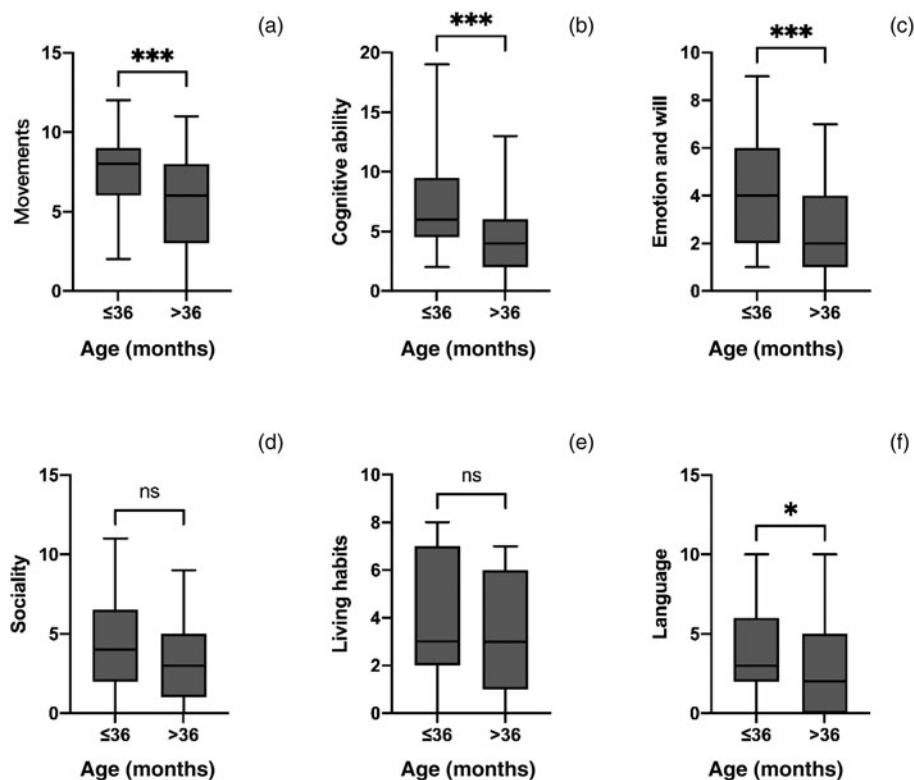 (a)
Movements
15
10
5
0
***
≤36 >36
Age (months)
(b)
Cognitive ability
20
15
10
5
0
***
≤36 >36
Age (months)
(c)
Emotion and will
10
8
6
4
2
0
***
≤36 >36
Age (months)
(d)
Sociality
15
10
5
0
ns
≤36 >36
Age (months)
(e)
Living habits
10
8
6
4
2
0
ns
≤36 >36
Age (months)
(f)
Language
15
10
5
0
*
≤36 >36
Age (months)